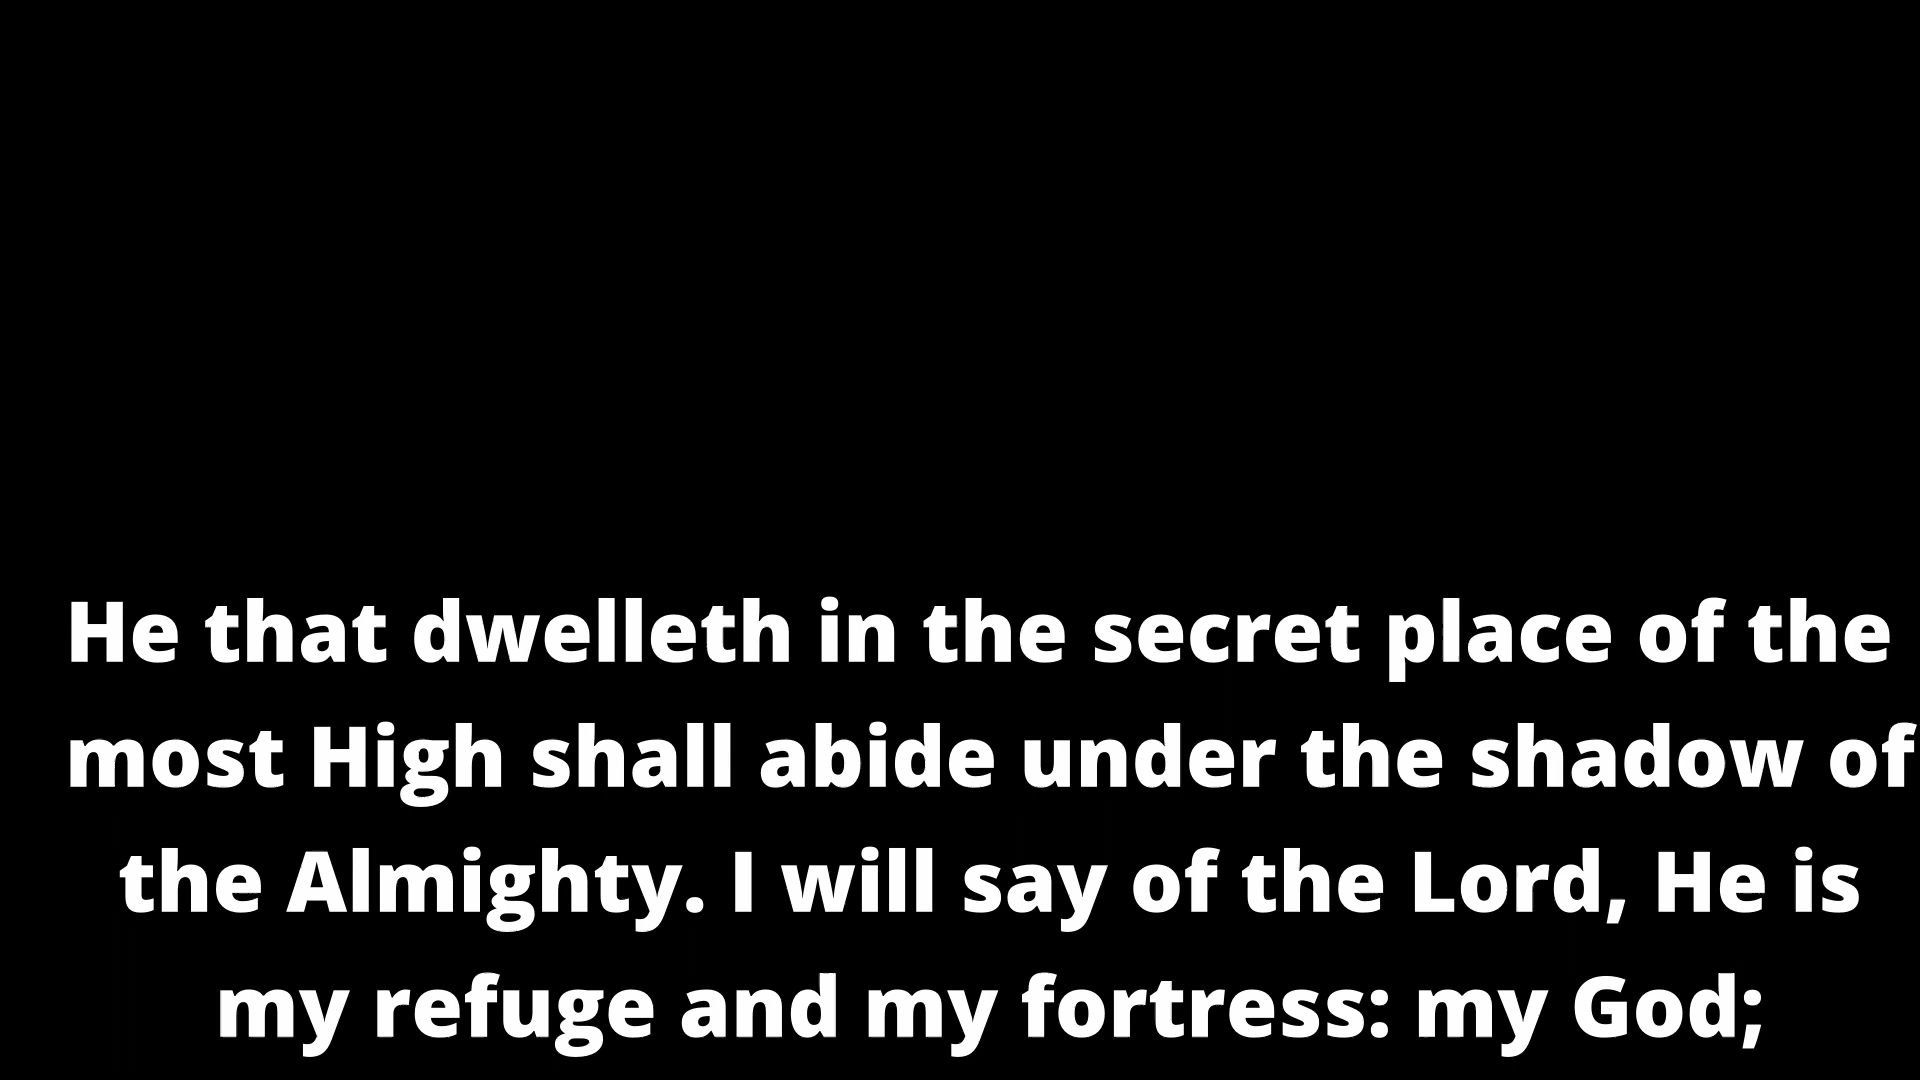 He that dwelleth in the secret place of the
most High shall abide under the shadow of
the Almighty. I will say of the Lord, He is
my refuge and my fortress: my God;